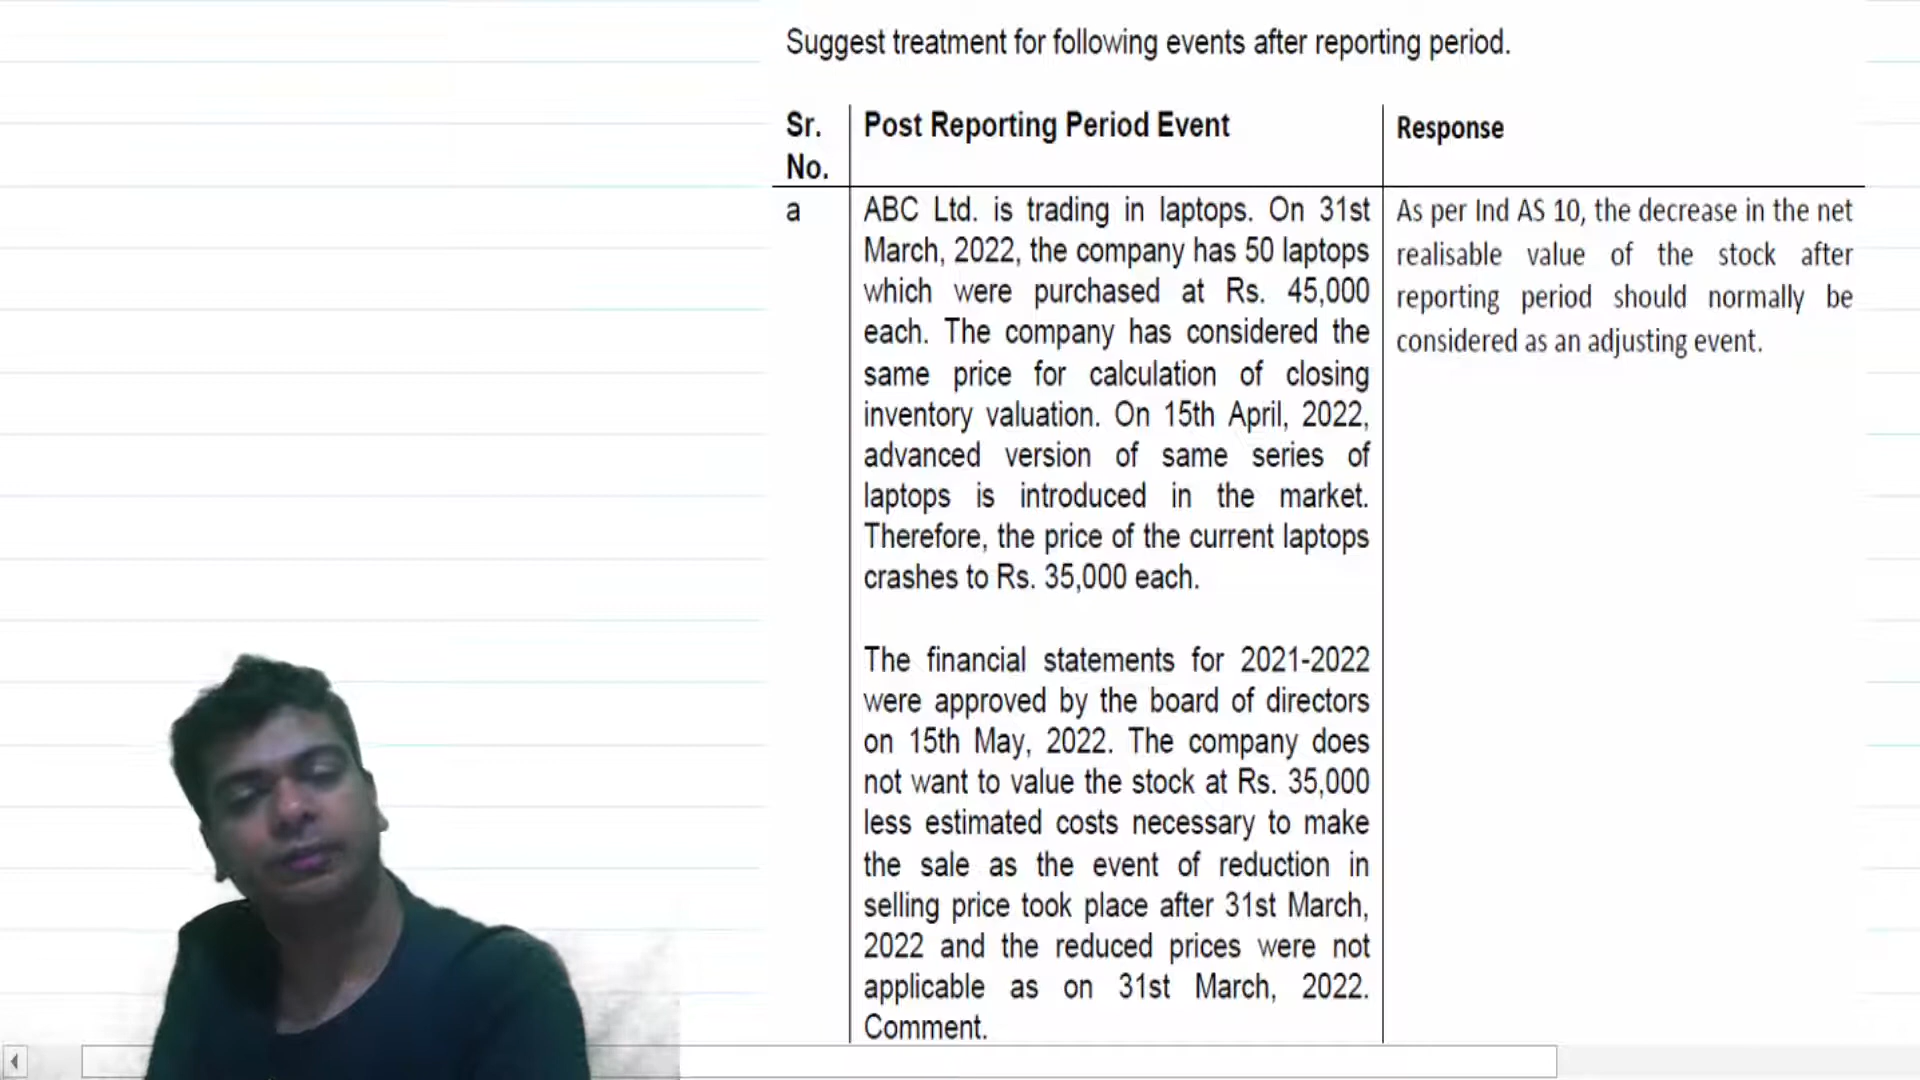 Suggest treatment for following events after reporting period.
Sr.
No.
Post Reporting Period Event
Response
a
ABC Ltd. is trading in laptops. On 31st
March, 2022, the company has 50 laptops
which were purchased at Rs. 45,000
each. The company has considered the
same price for calculation of closing
inventory valuation. On 15th April, 2022,
advanced version of same series of
laptops is introduced in the market.
Therefore, the price of the current laptops
crashes to Rs. 35,000 each.
The financial statements for 2021-2022
were approved by the board of directors
on 15th May, 2022. The company does
not want to value the stock at Rs. 35,000
less estimated costs necessary to make
the sale as the event of reduction in
selling price took place after 31st March,
2022 and the reduced prices were not
applicable as on 31st March, 2022.
Comment.
As per Ind AS 10, the decrease in the net
realisable value of the stock after
reporting period should normally be
considered as an adjusting event.